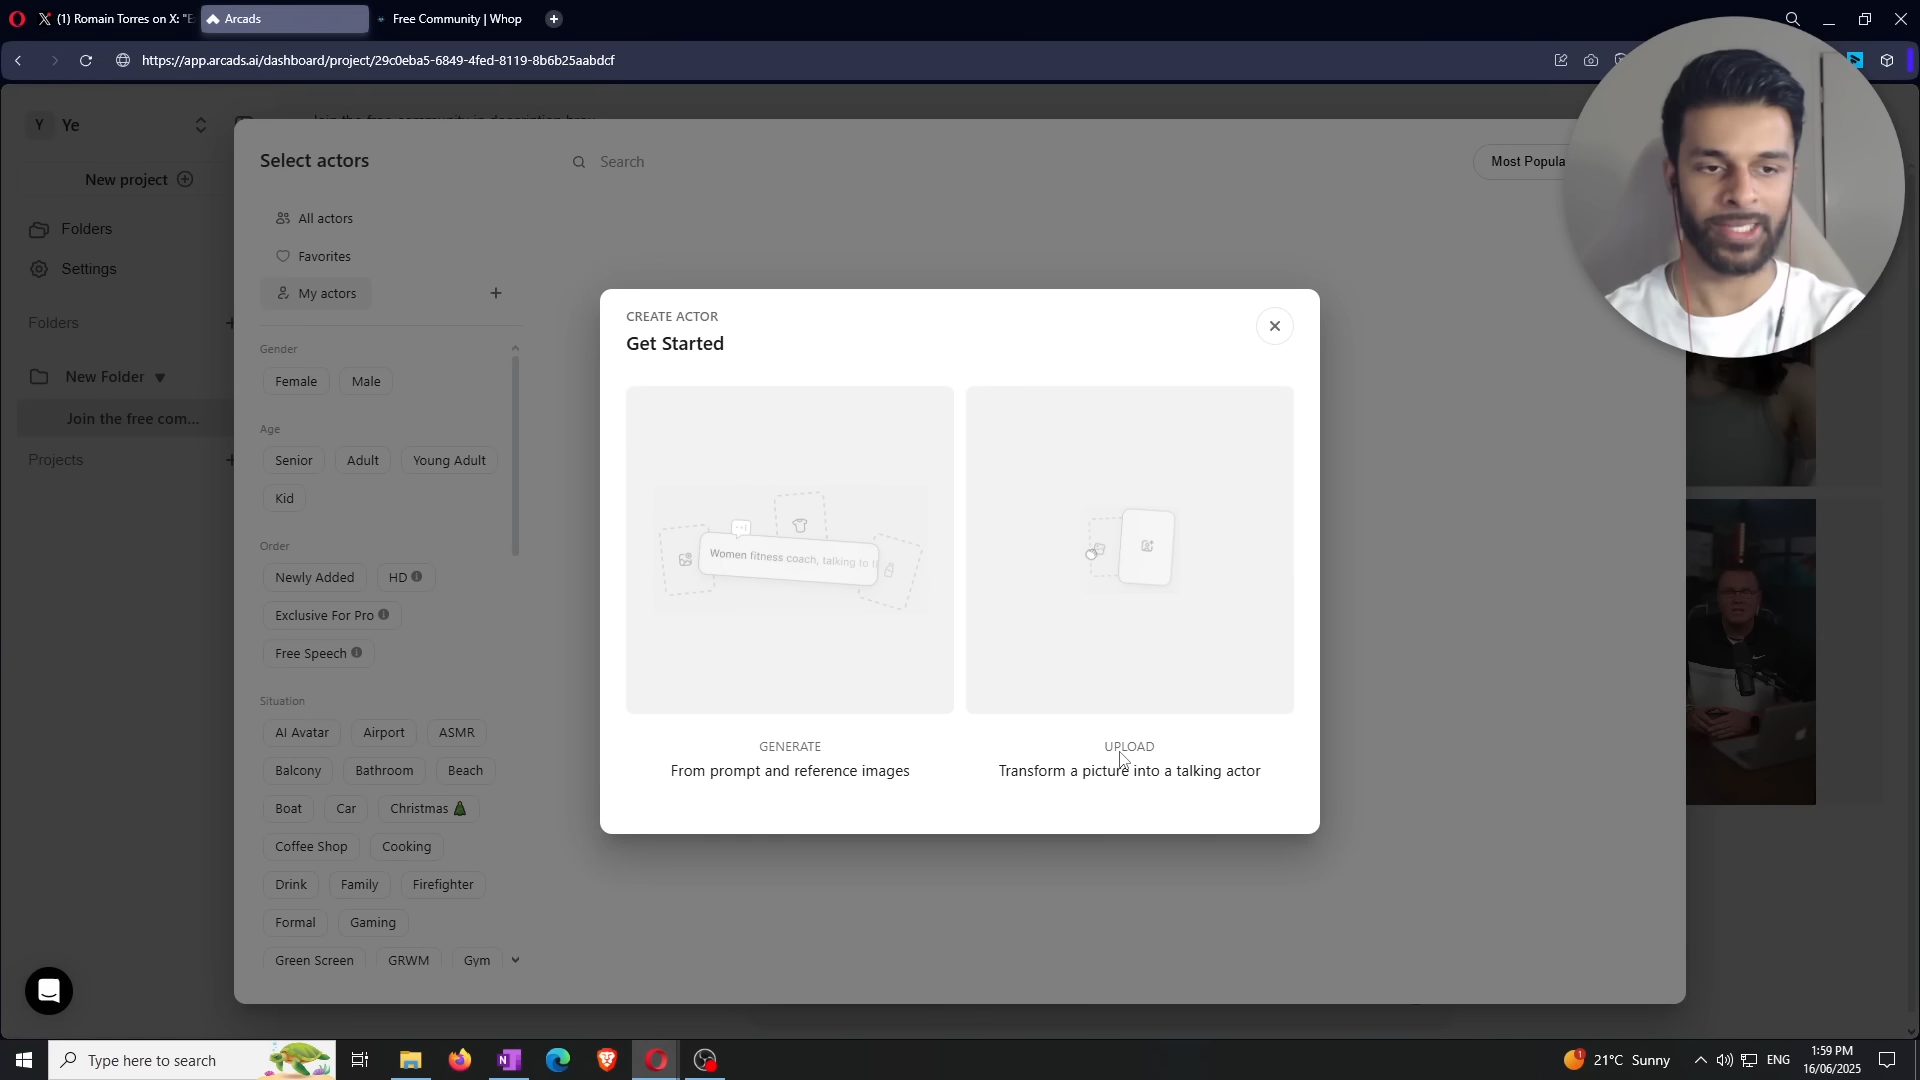 (1) Romain Torres on X: "E
Arcads
Free Community | Whop
https://app.arcads.ai/dashboard/project/29c0eba5-6849-4fed-8119-8b6b25aabdcf
Y
Ye
New project
Folders
Settings
Folders
New Folder
Join the free com...
Projects
Select actors
Search
Most Popula
All actors
Favorites
My actors
Gender
Female
Male
Age
Senior
Adult
Young Adult
Kid
Order
Newly Added
HD
Exclusive For Pro
Free Speech
Situation
AI Avatar
Airport
ASMR
Balcony
Bathroom
Beach
Boat
Car
Christmas
Coffee Shop
Cooking
Drink
Family
Firefighter
Formal
Gaming
Green Screen
GRWM
Gym
CREATE ACTOR
Get Started
Women fitness coach, talking to
GENERATE
From prompt and reference images
UPLOAD
Transform a picture into a talking actor
Type here to search
21°C Sunny
ENG
1:59 PM
16/06/2025